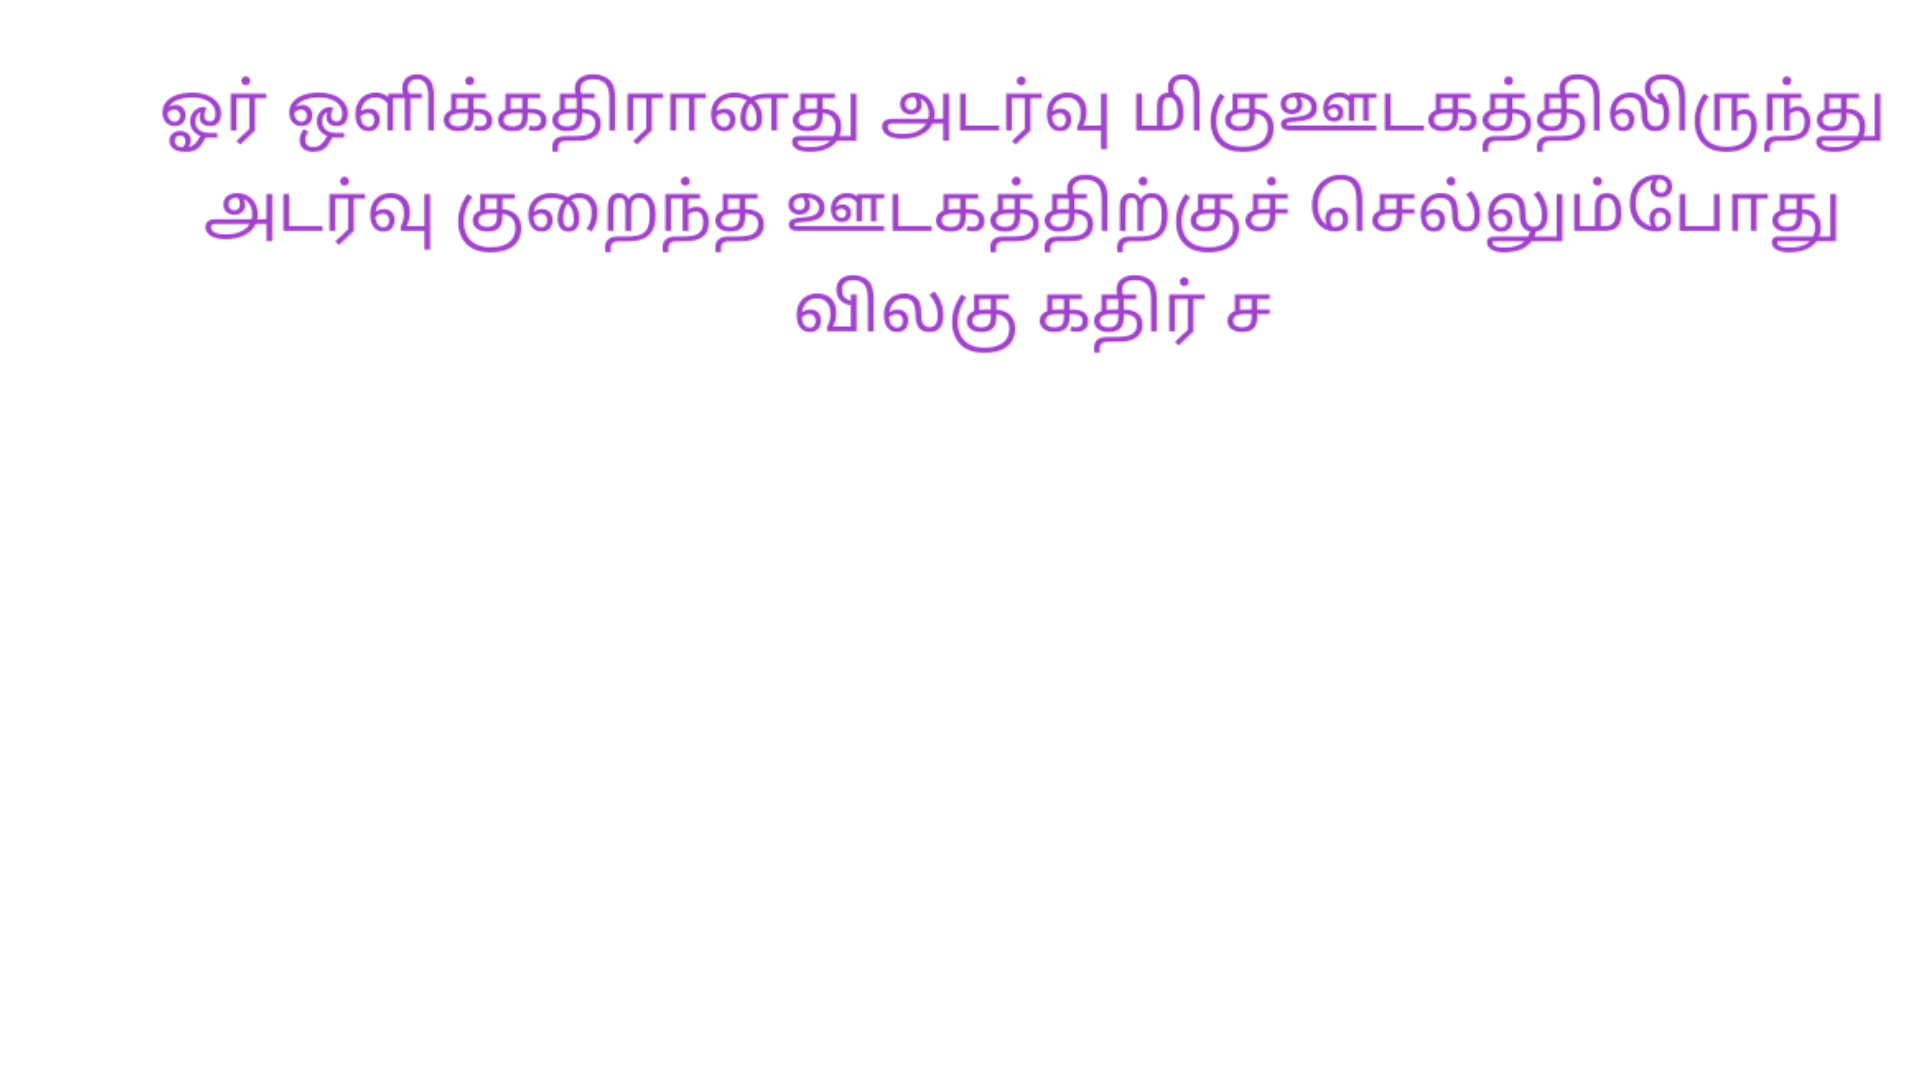 ஓர் ஒளிக்கதிரானது அடர்வு மிகுஊடகத்திலிருந்து
அடர்வு குறைந்த ஊடகத்திற்குச் செல்லும்போது
விலகு கதிர் ச